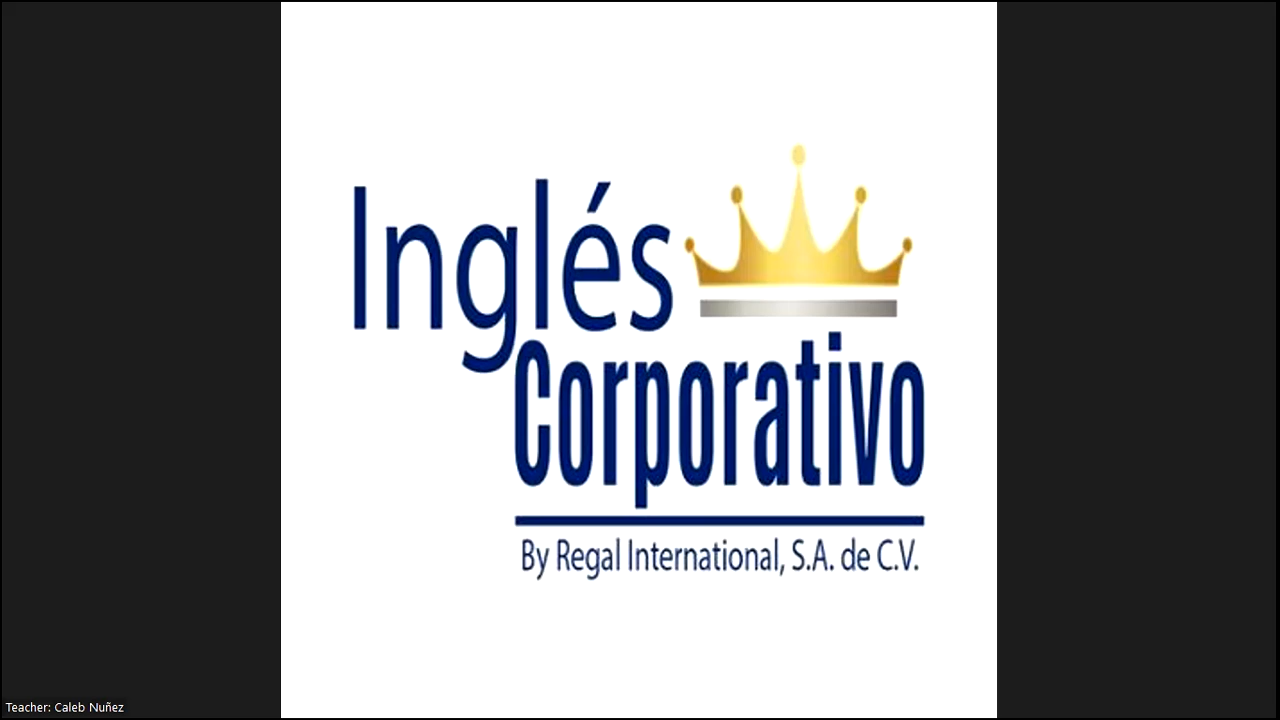 Inglés
Corporativo
By Regal International, S.A. de C.V.
Teacher: Caleb Nuñez